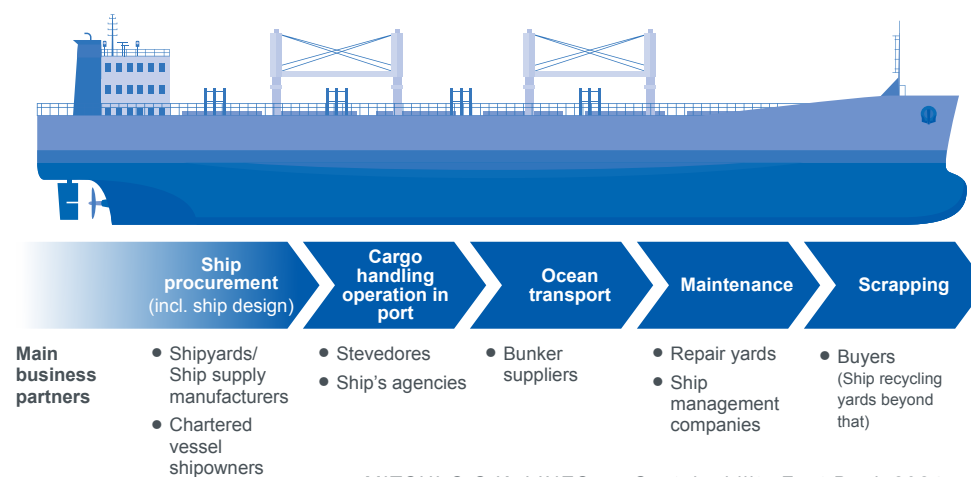 Ship
procurement
(incl. ship design)
Cargo
handling
operation in
port
Ocean
transport
Maintenance
Scrapping
Main
business
partners
• Shipyards/
Ship supply
manufacturers
• Chartered
vessel
shipowners
• Stevedores
• Ship's agencies
• Bunker
suppliers
• Repair yards
• Ship
management
companies
• Buyers
(Ship recycling
yards beyond
that)